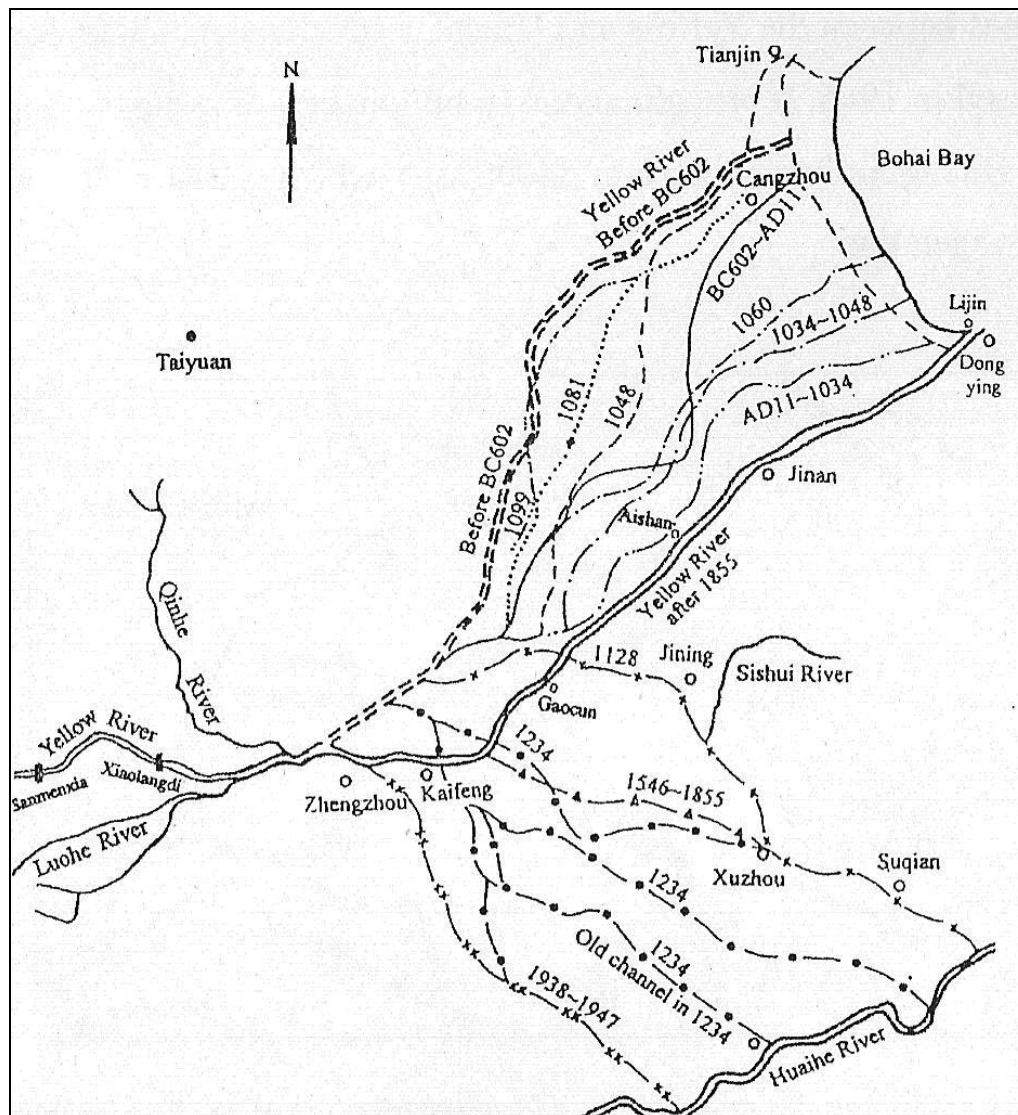 Tianjin
N
Bohai Bay
Yellow River
Before BC602
Cangzhou
BC602~AD11
1060
1034~1048
Lijin
Dong
ying
Taiyuan
1081
1048
AD11~1034
Before BC602
1099
Jinan
Aishan
Yellow River
after 1855
Qinhe
River
1128
Jining
Sishui River
Gaocun
Yellow River
Xiaolangdi
Sanmenxia
1234
Zhengzhou
Kaifeng
1546~1855
Luohe River
Xuzhou
Suqian
1234
1234
Old channel in 1234
1938~1947
Huaihe River